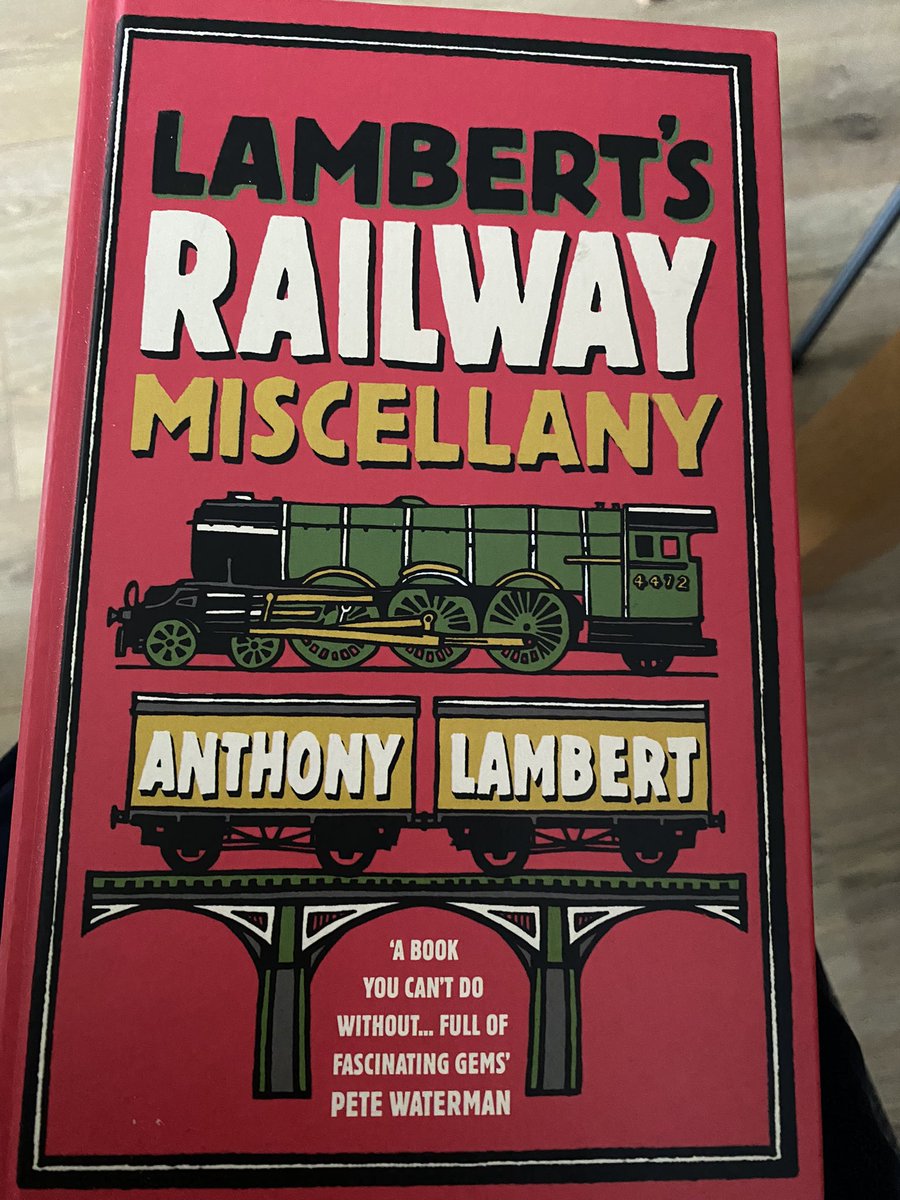 LAMBERT'S
RAILWAY
MISCELLANY
4472
ANTHONY LAMBERT
'A BOOK
YOU CAN'T DO
WITHOUT... FULL OF
FASCINATING GEMS'
PETE WATERMAN